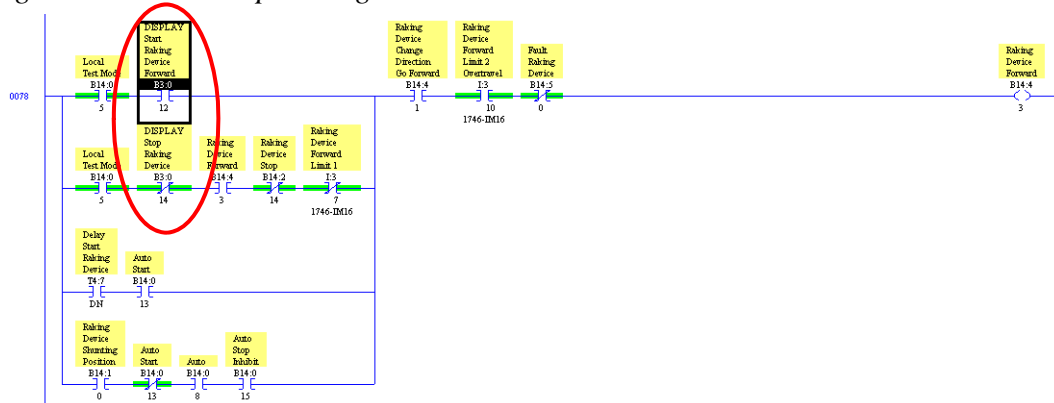 DISPLAY
Start
Raking
Device
Forward
B3:0
12
Local
Test Mode
B14:0
5
Raking
Device
Change
Direction
Go Forward
B14:4
1
Raking
Device
Forward
Limit 2
Overtravel
I:3
10
1746-IM16
Fault
Raking
Device
B14:5
0
Raking
Device
Forward
B14:4
3
0078
Local
Test Mode
B14:0
5
DISPLAY
Stop
Raking
Device
B3:0
14
Raking
Device
Forward
B14:4
3
Raking
Device
Stop
B14:2
14
Raking
Device
Forward
Limit 1
I:3
7
1746-IM16
Delay
Start
Raking
Device
T4:7
DN
Auto
Start
B14:0
13
Raking
Device
Shunting
Position
B14:1
0
Auto
Start
B14:0
13
Auto
B14:0
8
Auto
Stop
Inhibit
B14:0
15